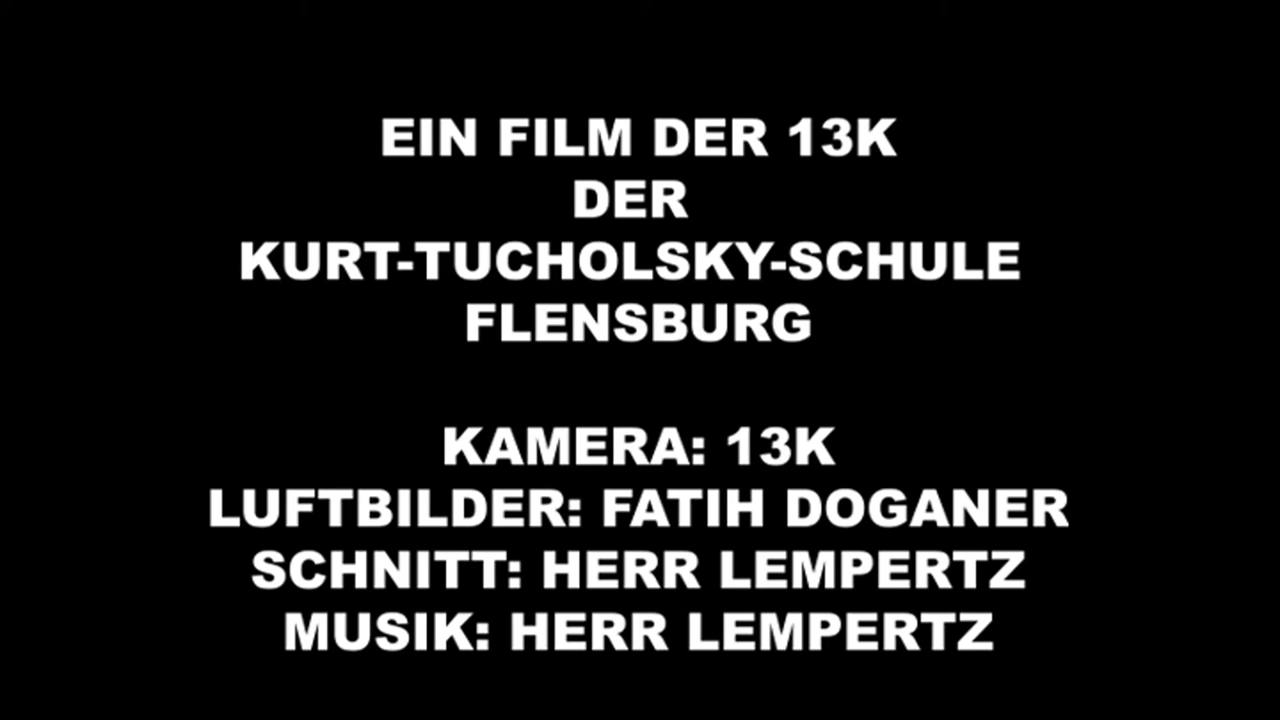 EIN FILM DER 13K
DER
KURT-TUCHOLSKY-SCHULE
FLENSBURG
KAMERA: 13K
LUFTBILDER: FATIH DOGANER
SCHNITT: HERR LEMPERTZ
MUSIK: HERR LEMPERTZ